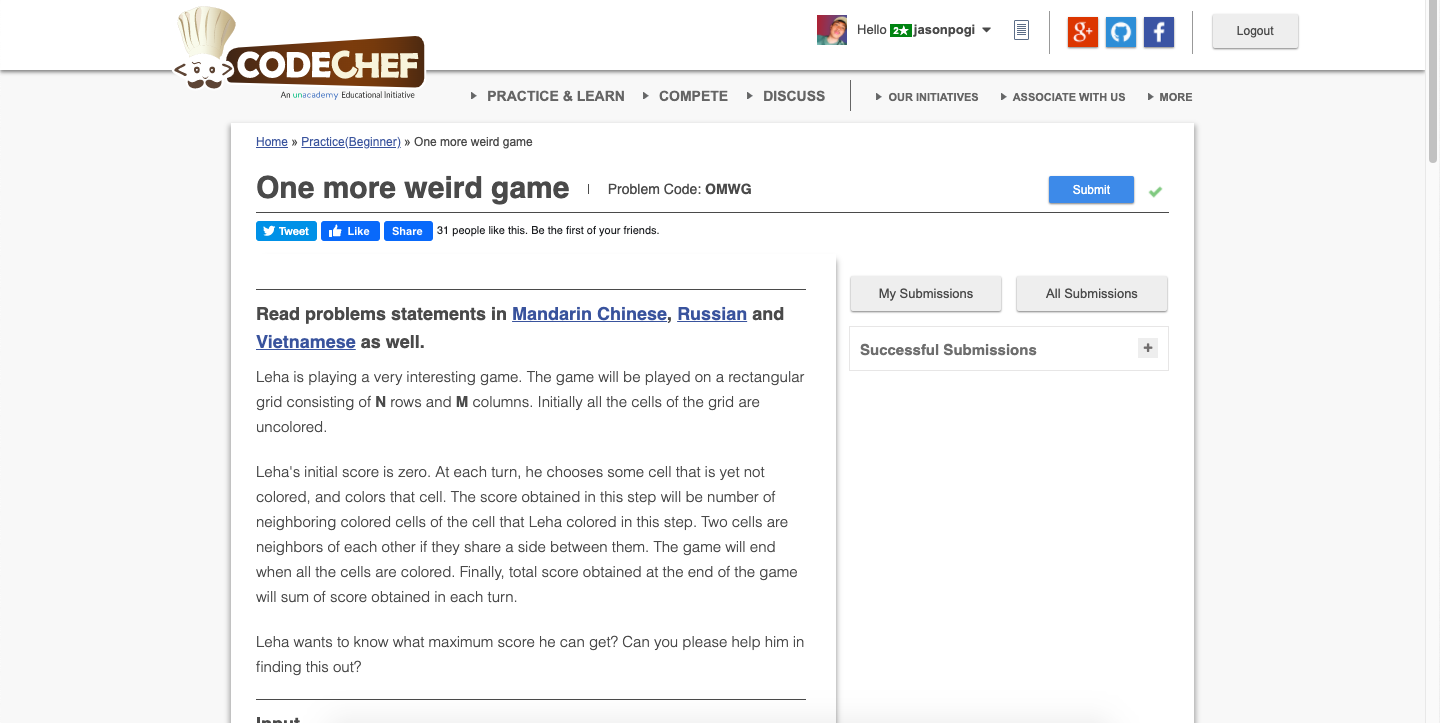 Hello 2★ jasonpogi
Logout
CODECHEF
An unacademy Educational Initiative
PRACTICE & LEARN COMPETE DISCUSS OUR INITIATIVES ASSOCIATE WITH US MORE
Home » Practice(Beginner) » One more weird game
One more weird game
Problem Code: OMWG
Submit
Tweet Like Share 31 people like this. Be the first of your friends.
My Submissions All Submissions
Successful Submissions +
Read problems statements in Mandarin Chinese, Russian and
Vietnamese as well.
Leha is playing a very interesting game. The game will be played on a rectangular
grid consisting of N rows and M columns. Initially all the cells of the grid are
uncolored.
Leha's initial score is zero. At each turn, he chooses some cell that is yet not
colored, and colors that cell. The score obtained in this step will be number of
neighboring colored cells of the cell that Leha colored in this step. Two cells are
neighbors of each other if they share a side between them. The game will end
when all the cells are colored. Finally, total score obtained at the end of the game
will sum of score obtained in each turn.
Leha wants to know what maximum score he can get? Can you please help him in
finding this out?
Input